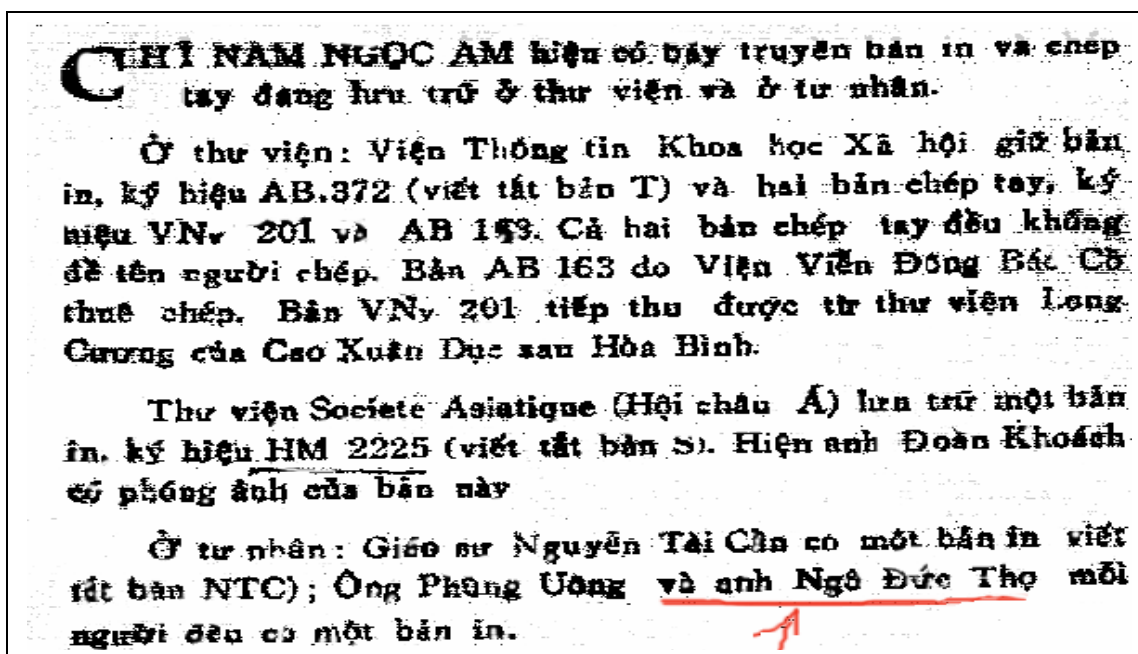 CHỈ NAM NGỌC ÂM hiện có bảy truyền bản in và chép
tay đang lưu trữ ở thư viện và ở tư nhân.
Ở thư viện: Viện Thông tin Khoa học Xã hội giữ bản
in, ký hiệu AB.372 (viết tắt bản T) và hai bản chép tay, ký
hiệu VNv 201 và AB 163. Cả hai bản chép tay đều không
đề tên người chép. Bản AB 163 do Viện Viễn Đông Bác Cổ
thuê chép. Bản VNv 201 tiếp thu được từ thư viện Long
Cương của Cao Xuân Dục sau Hòa Bình.
Thư viện Societe Asiatique (Hội châu Á) lưu trữ một bản
in, ký hiệu HM 2225 (viết tắt bản S). Hiện anh Đoàn Khoách
có phóng ảnh của bản này
Ở tư nhân: Giáo sư Nguyễn Tài Cẩn có một bản in viết
tắt bản NTC); Ông Phùng Uông và anh Ngô Đức Thọ mỗi
người đều có một bản in.